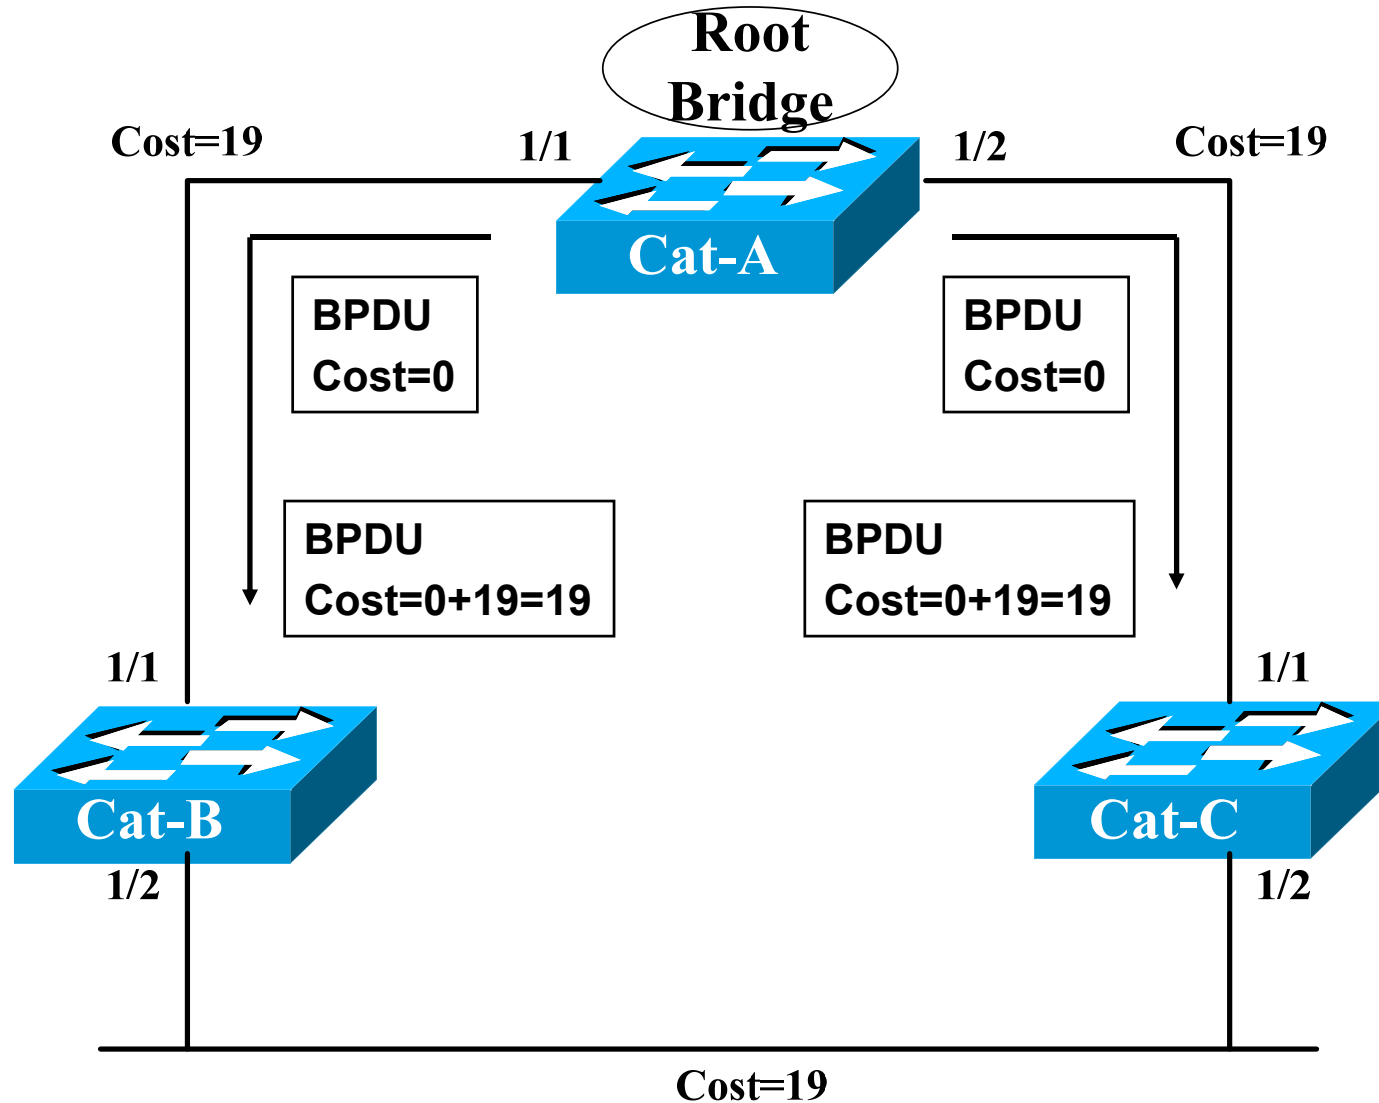 Root
Bridge
Cost=19
1/1
1/2
Cost=19
Cat-A
BPDU
Cost=0
BPDU
Cost=0
BPDU
Cost=0+19=19
BPDU
Cost=0+19=19
1/1
1/1
Cat-B
Cat-C
1/2
1/2
Cost=19